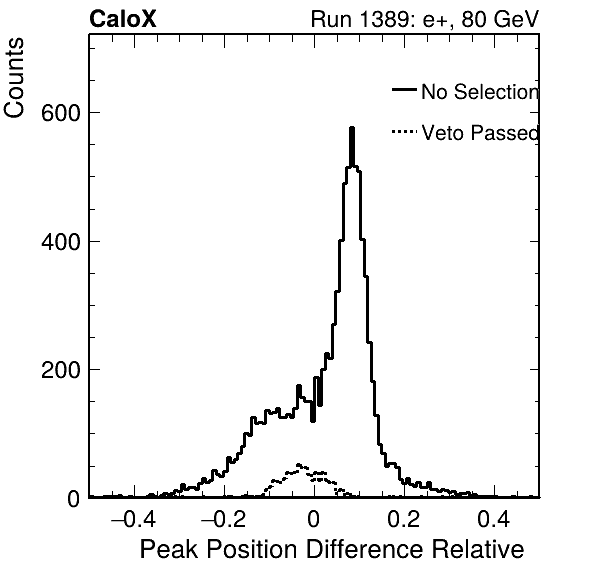 CaloX
Run 1389: e+, 80 GeV
Counts
No Selection
Veto Passed
600
400
200
0
−0.4
−0.2
0
0.2
0.4
Peak Position Difference Relative